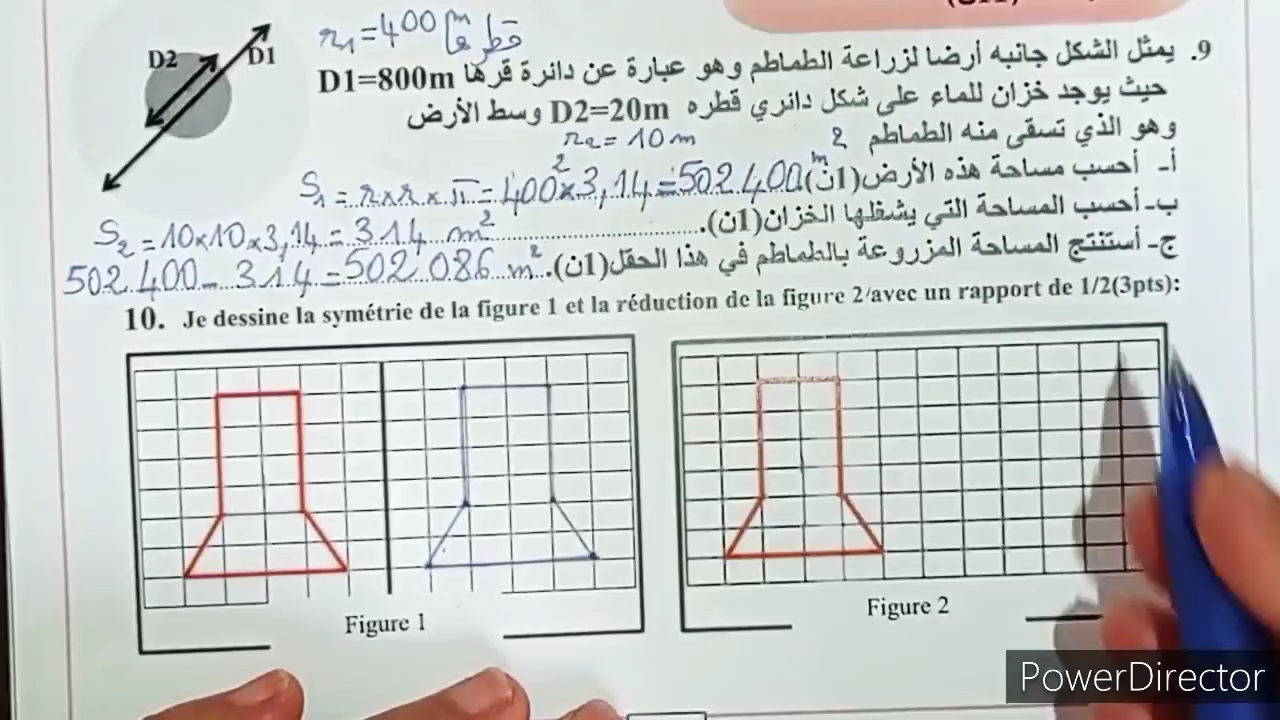 r₁ = 400 m
قطرها
D2
D1
9. يمثل الشكل جانبه أرضا لزراعة الطماطم وهو عبارة عن دائرة قرها D1=800m
حيث يوجد خزان للماء على شكل دائري قطره D2=20m وسط الأرض
وهو الذي تسقى منه الطماطم
r₂ = 10 m
أ- أحسب مساحة هذه الأرض(1ن)
S₁ = r×r×π = 400²×3,14 = 502 400 m²
ب- أحسب المساحة التي يشغلها الخزان(1ن).
S₂ = 10×10×3,14 = 314 m²
ج- أستنتج المساحة المزروعة بالطماطم في هذا الحقل(1ن).
502 400 - 314 = 502 086 m²
10. Je dessine la symétrie de la figure 1 et la réduction de la figure 2 avec un rapport de 1/2(3pts):
Figure 1
Figure 2
PowerDirector